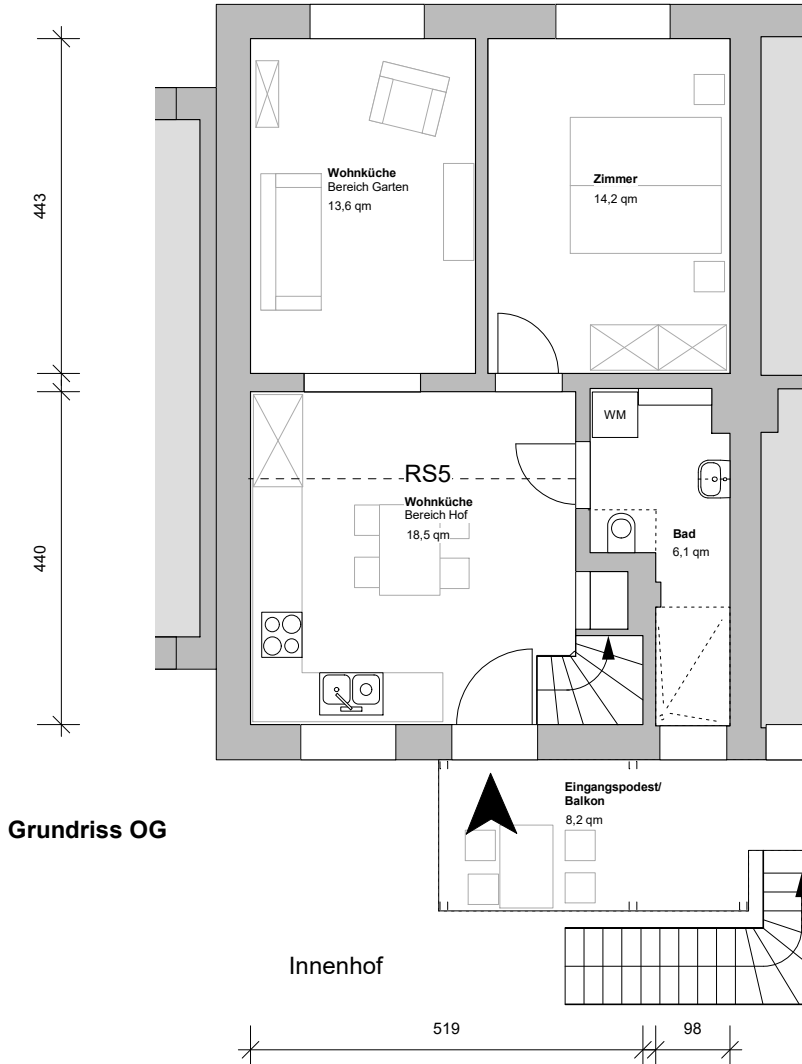 443
Wohnküche
Bereich Garten
13,6 qm
Zimmer
14,2 qm
WM
RS5
Wohnküche
Bereich Hof
18,5 qm
Bad
6,1 qm
440
Eingangspodest/
Balkon
8,2 qm
Grundriss OG
Innenhof
519
98